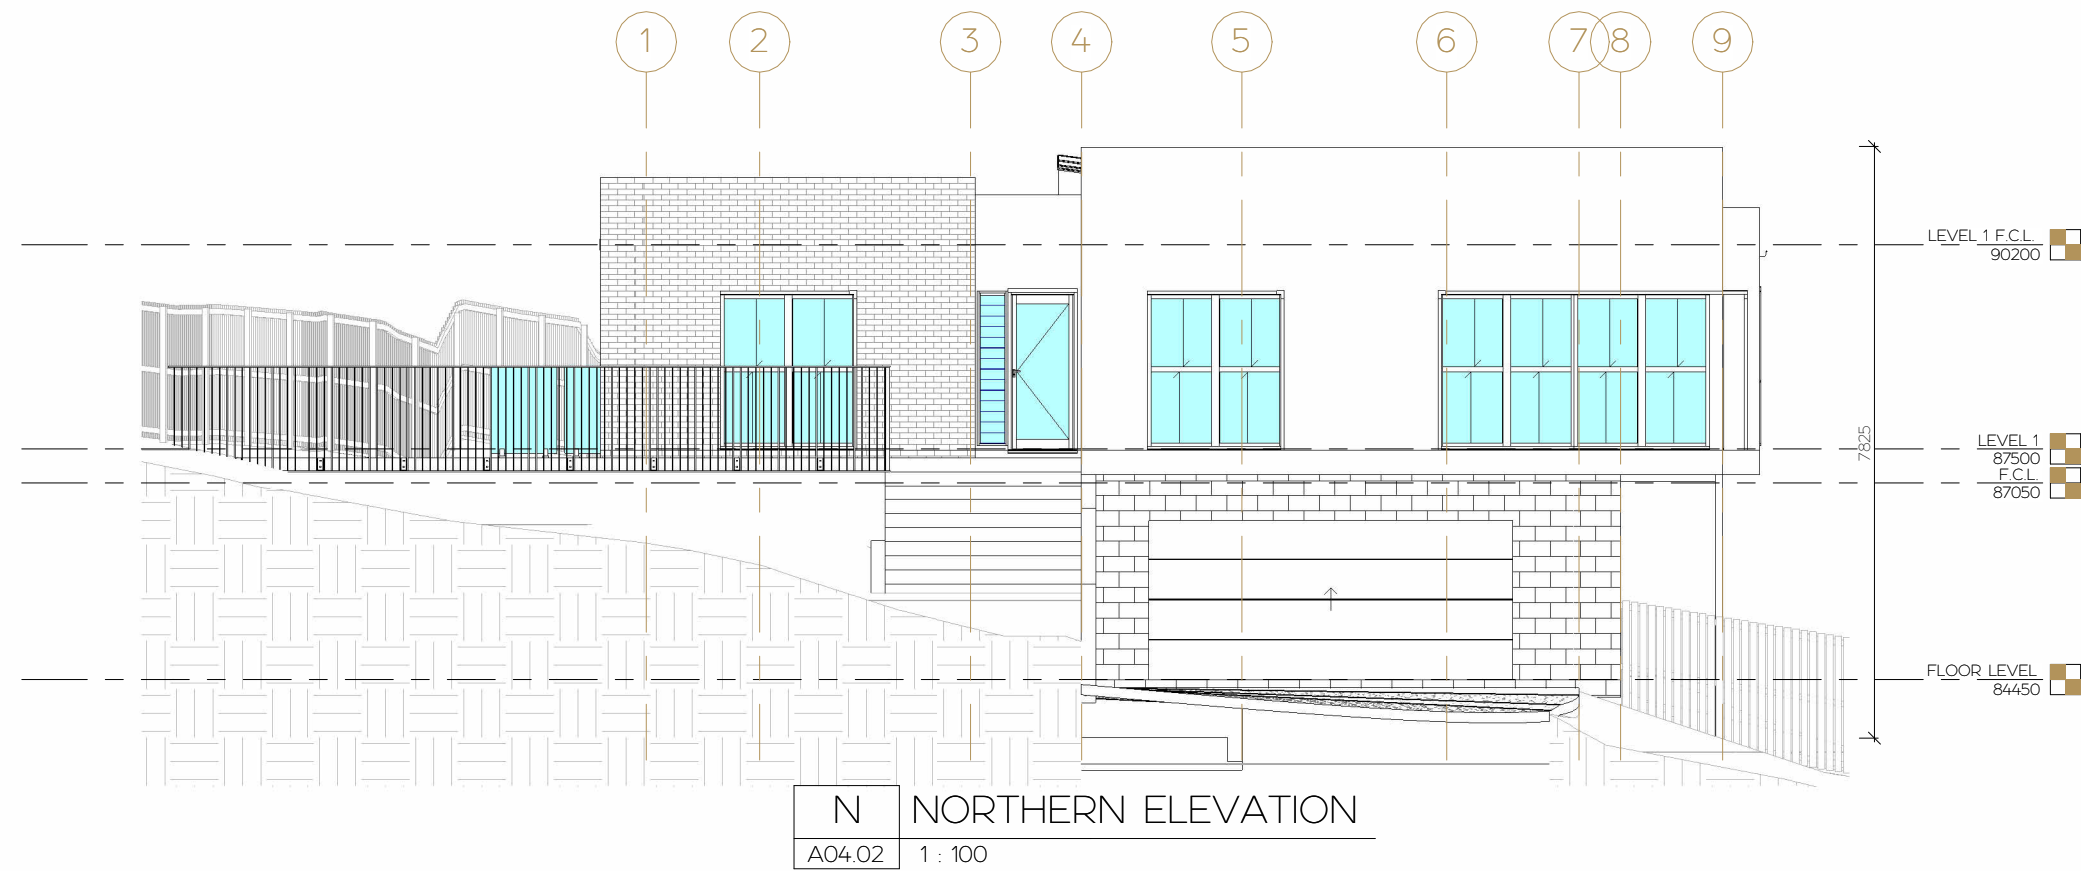 1 2 3 4 5 6 7 8 9
LEVEL 1 F.C.L.
90200
7825
LEVEL 1
87500
F.C.L.
87050
FLOOR LEVEL
84450
N NORTHERN ELEVATION
A04.02 1 : 100